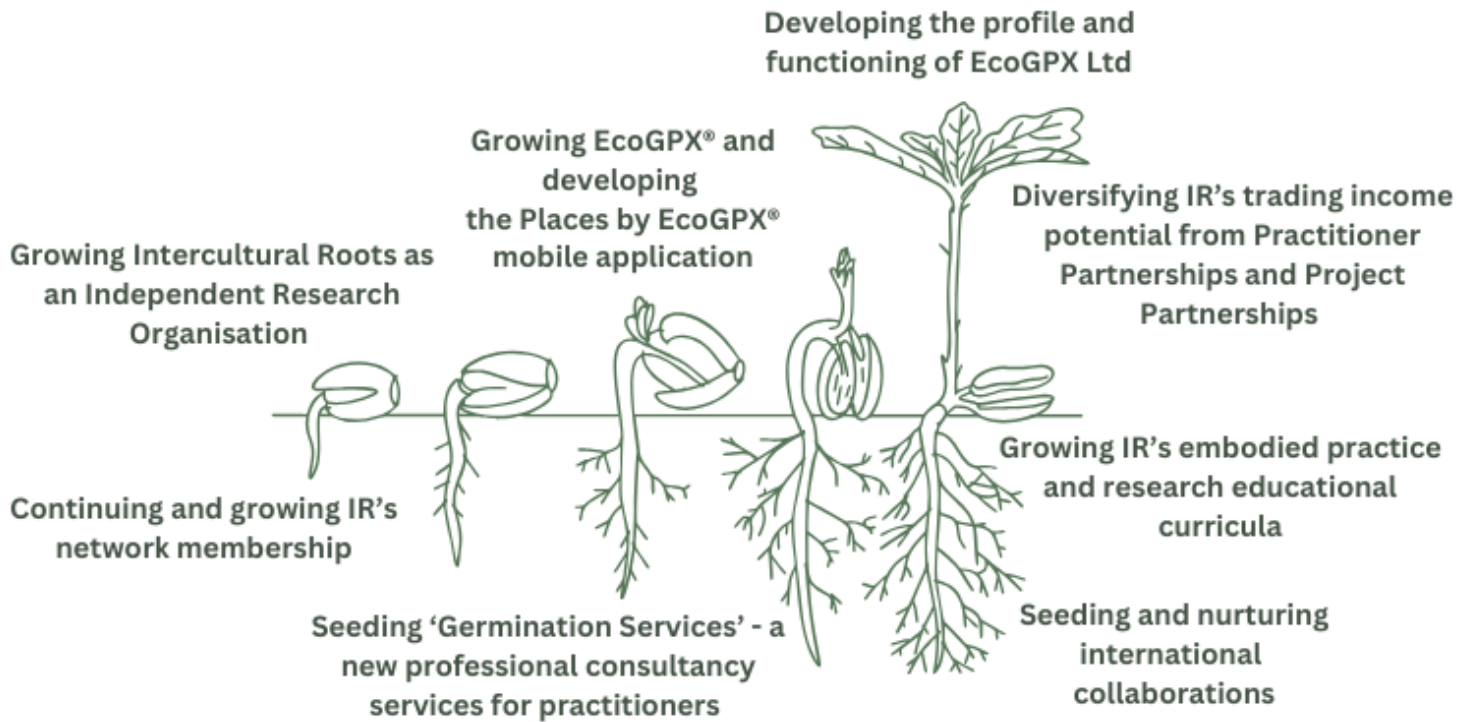 Developing the profile and
functioning of EcoGPX Ltd
Growing EcoGPX® and
developing
the Places by EcoGPX®
mobile application
Diversifying IR’s trading income
potential from Practitioner
Partnerships and Project
Partnerships
Growing Intercultural Roots as
an Independent Research
Organisation
Growing IR’s embodied practice
and research educational
curricula
Continuing and growing IR’s
network membership
Seeding ‘Germination Services’ - a
new professional consultancy
services for practitioners
Seeding and nurturing
international
collaborations